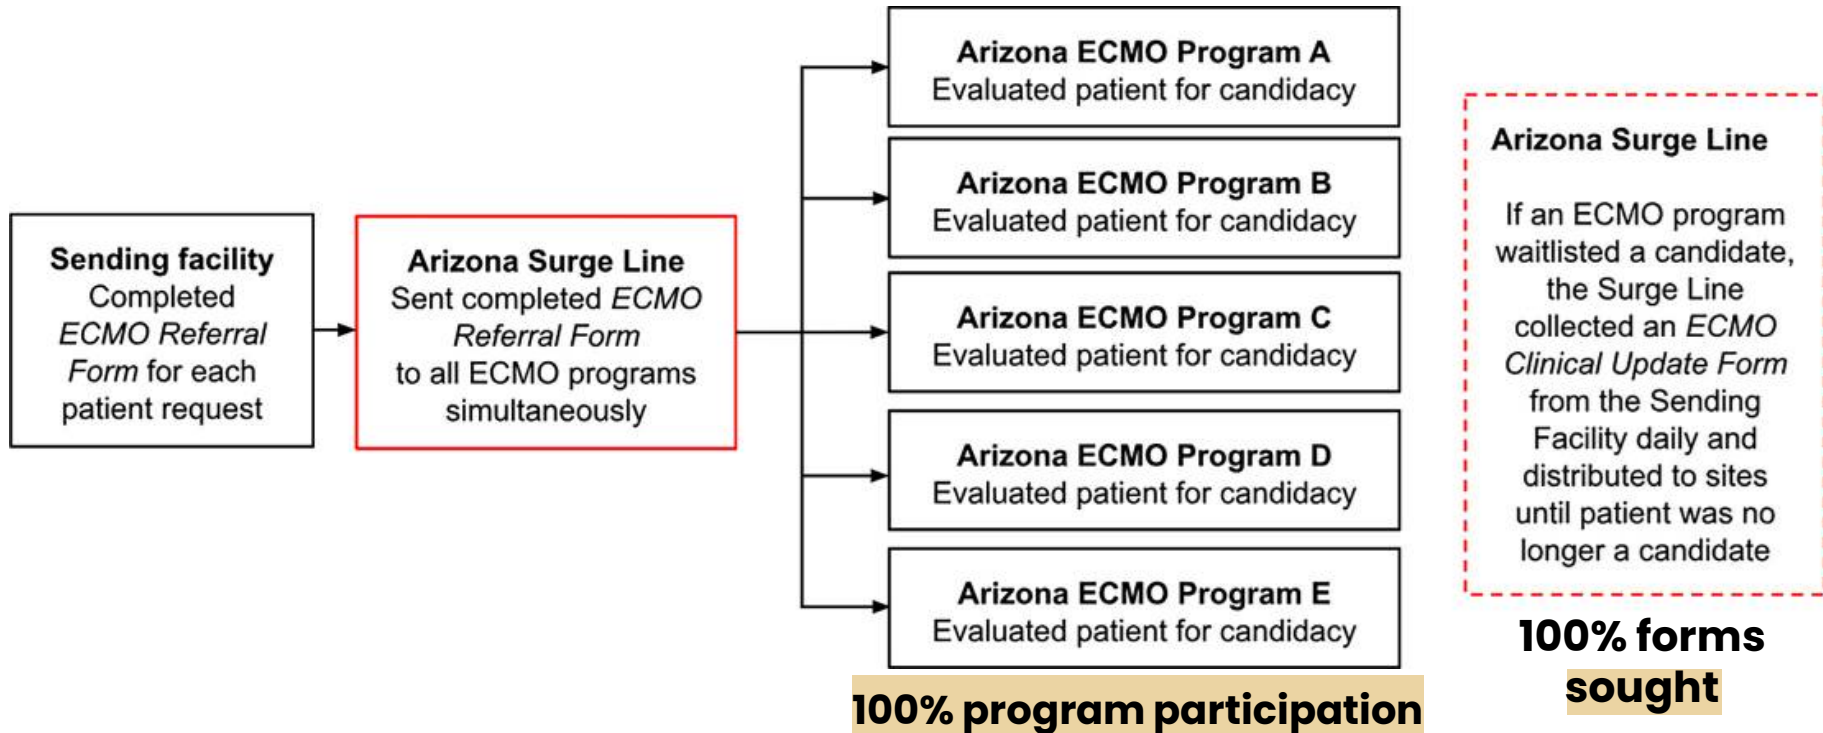 Sending facility
Completed
ECMO Referral
Form for each
patient request
Arizona Surge Line
Sent completed ECMO
Referral Form
to all ECMO programs
simultaneously
Arizona ECMO Program A
Evaluated patient for candidacy
Arizona ECMO Program B
Evaluated patient for candidacy
Arizona ECMO Program C
Evaluated patient for candidacy
Arizona ECMO Program D
Evaluated patient for candidacy
Arizona ECMO Program E
Evaluated patient for candidacy
100% program participation
Arizona Surge Line
If an ECMO program
waitlisted a candidate,
the Surge Line
collected an ECMO
Clinical Update Form
from the Sending
Facility daily and
distributed to sites
until patient was no
longer a candidate
100% forms
sought